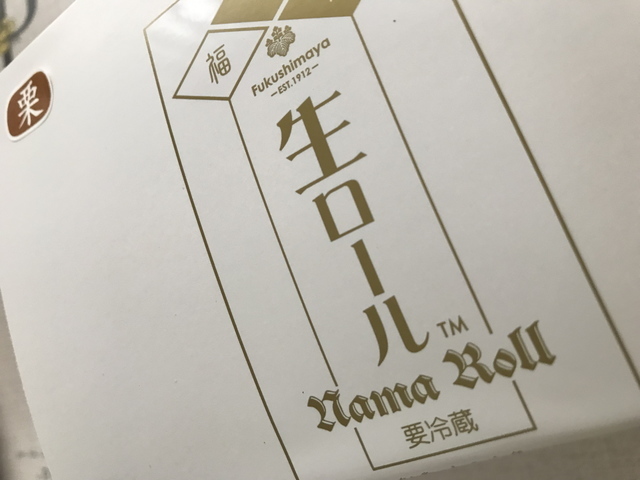 栗
福
Fukushimaya
-EST.1912-
生ロール
TM
Nama Roll
要冷蔵